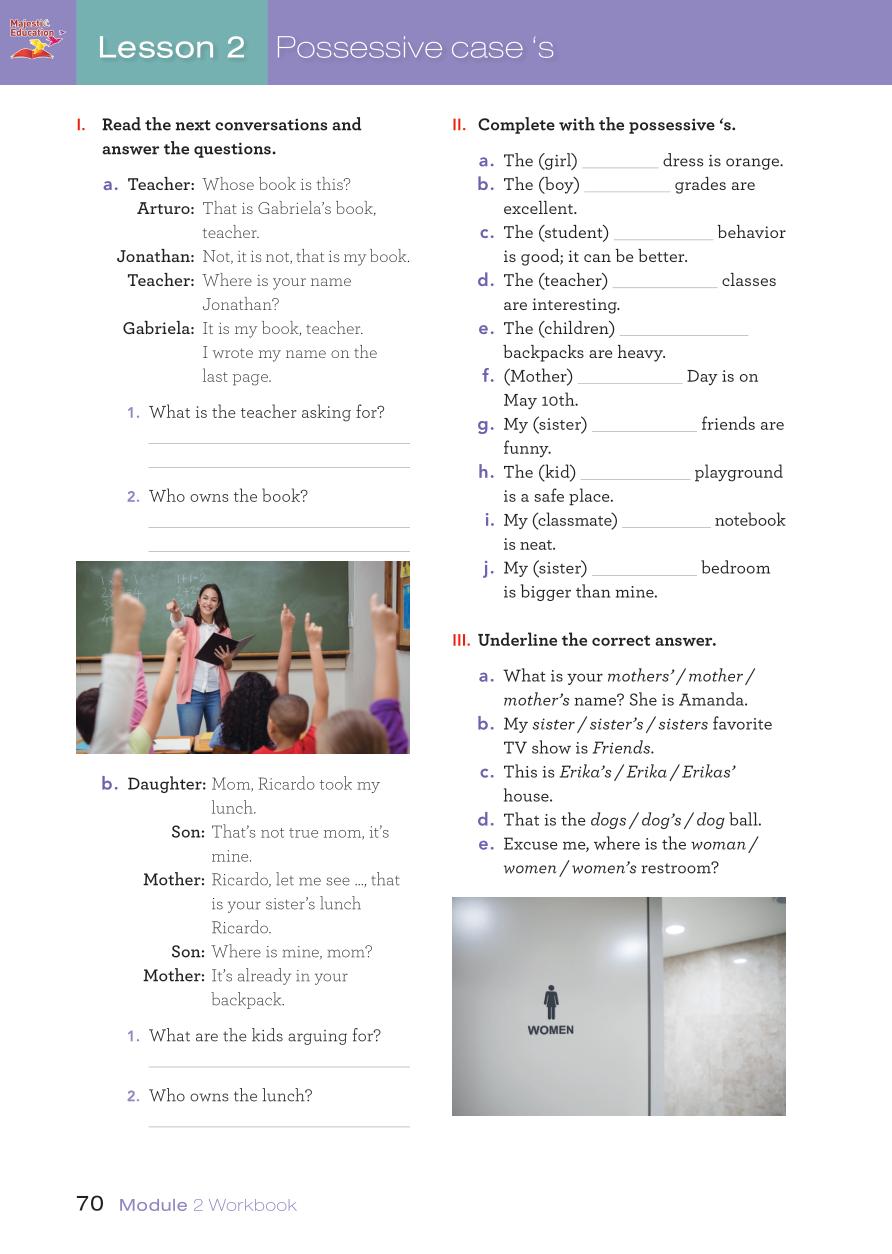 Majestic
Education
Lesson 2 Possessive case ‘s
I. Read the next conversations and
answer the questions.
a. Teacher: Whose book is this?
Arturo: That is Gabriela’s book,
teacher.
Jonathan: Not, it is not, that is my book.
Teacher: Where is your name
Jonathan?
Gabriela: It is my book, teacher.
I wrote my name on the
last page.
1. What is the teacher asking for?
2. Who owns the book?
1+1=2
b. Daughter: Mom, Ricardo took my
lunch.
Son: That’s not true mom, it’s
mine.
Mother: Ricardo, let me see ..., that
is your sister’s lunch
Ricardo.
Son: Where is mine, mom?
Mother: It’s already in your
backpack.
1. What are the kids arguing for?
2. Who owns the lunch?
II. Complete with the possessive ‘s.
a. The (girl) ________ dress is orange.
b. The (boy) ________ grades are
excellent.
c. The (student) ________ behavior
is good; it can be better.
d. The (teacher) ________ classes
are interesting.
e. The (children) ________
backpacks are heavy.
f. (Mother) ________ Day is on
May 10th.
g. My (sister) ________ friends are
funny.
h. The (kid) ________ playground
is a safe place.
i. My (classmate) ________ notebook
is neat.
j. My (sister) ________ bedroom
is bigger than mine.
III. Underline the correct answer.
a. What is your mothers’ / mother /
mother’s name? She is Amanda.
b. My sister / sister’s / sisters favorite
TV show is Friends.
c. This is Erika’s / Erika / Erikas’
house.
d. That is the dogs / dog’s / dog ball.
e. Excuse me, where is the woman /
women / women’s restroom?
WOMEN
70 Module 2 Workbook